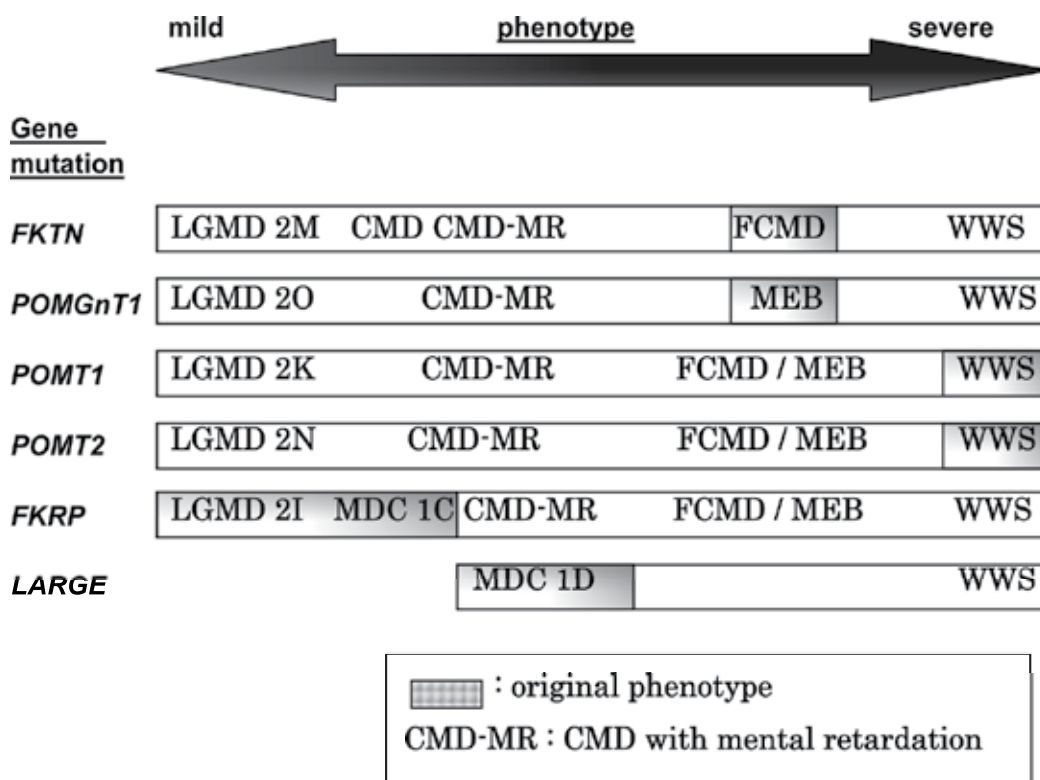 mild phenotype severe
Gene
mutation
FKTN LGMD 2M CMD CMD-MR FCMD WWS
POMGnT1 LGMD 2O CMD-MR MEB WWS
POMT1 LGMD 2K CMD-MR FCMD / MEB WWS
POMT2 LGMD 2N CMD-MR FCMD / MEB WWS
FKRP LGMD 2I MDC 1C CMD-MR FCMD / MEB WWS
LARGE MDC 1D WWS
: original phenotype
CMD-MR : CMD with mental retardation